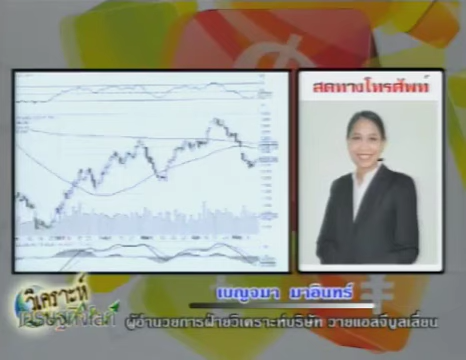 สดทางโทรศัพท์
วิเคราะห์
เศรษฐกิจโลก
เบญจมา มาอินทร์
ผู้อำนวยการฝ่ายวิเคราะห์บริษัท วายแอลจีบูลเลี่ยน